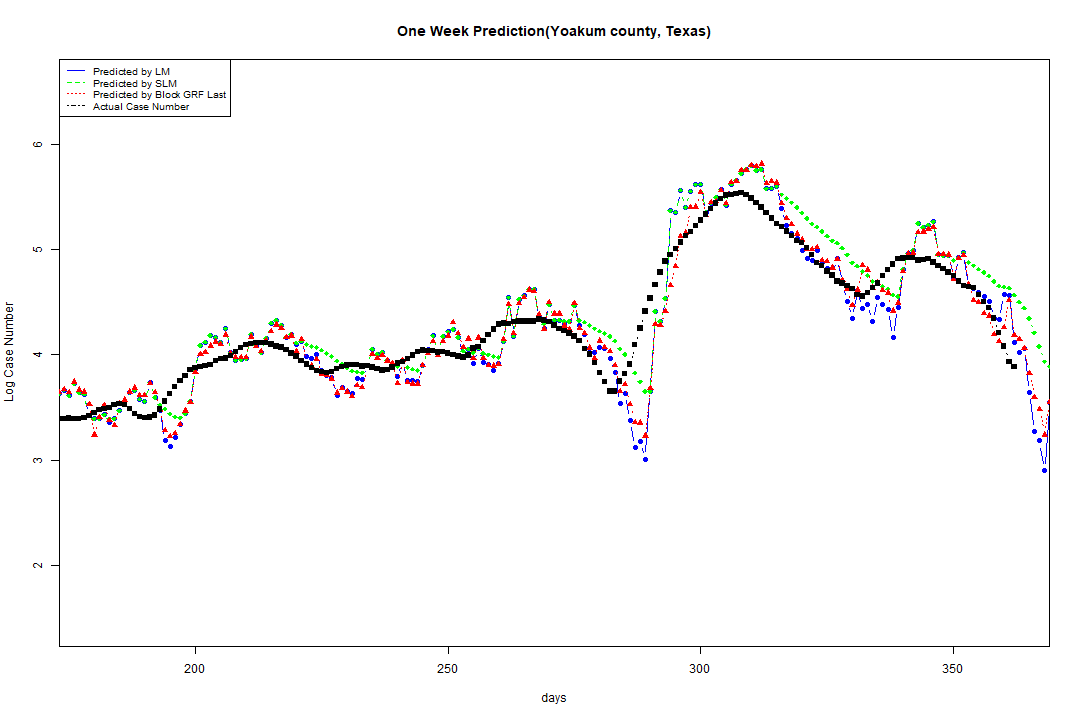 One Week Prediction(Yoakum county, Texas)
Predicted by LM
Predicted by SLM
Predicted by Block GRF Last
Actual Case Number
6
5
4
3
2
Log Case Number
200
250
300
350
days